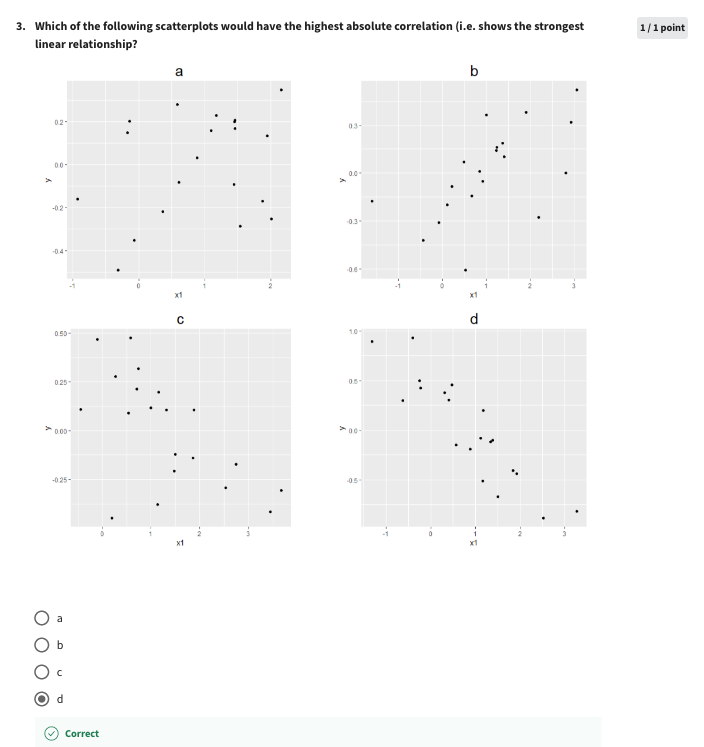 3. Which of the following scatterplots would have the highest absolute correlation (i.e. shows the strongest
linear relationship?
1 / 1 point
a
0.2
0.0
-0.2
-0.4
y
-1 0 1 2
x1
b
0.3
0.0
-0.3
-0.6
y
-1 0 1 2 3
x1
c
0.50
0.25
0.00
-0.25
y
0 1 2 3
x1
d
1.0
0.5
0.0
-0.5
y
-1 0 1 2 3
x1
a
b
c
d
Correct